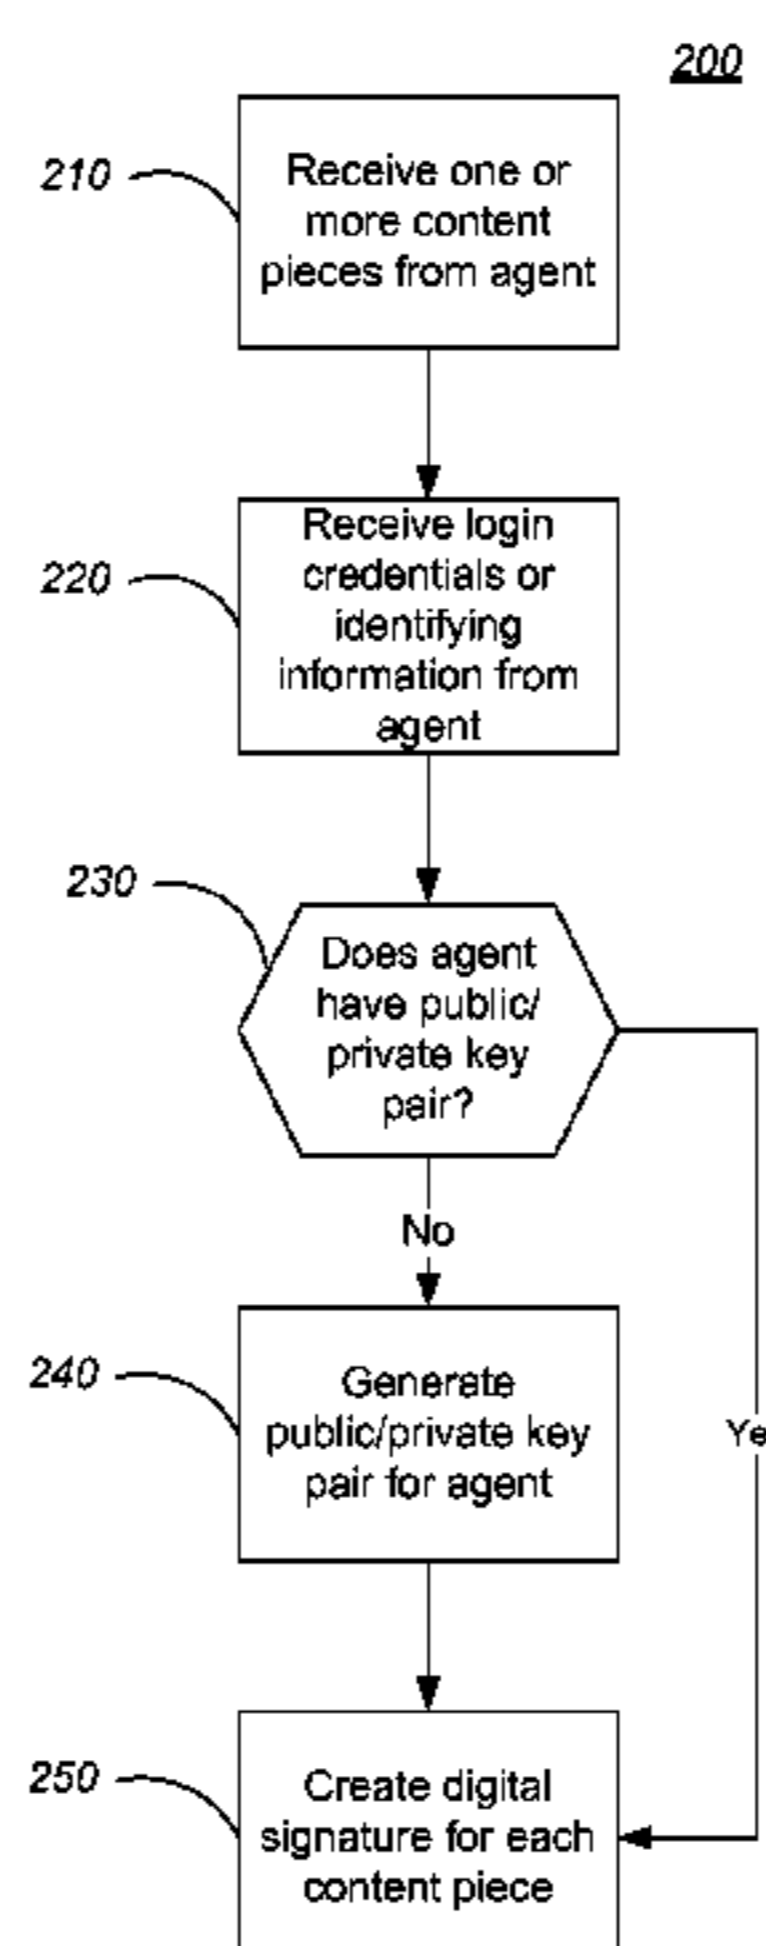 200
210
Receive one or
more content
pieces from agent
220
Receive login
credentials or
identifying
information from
agent
230
Does agent
have public/
private key
pair?
No
240
Generate
public/private key
pair for agent
Ye
250
Create digital
signature for each
content piece